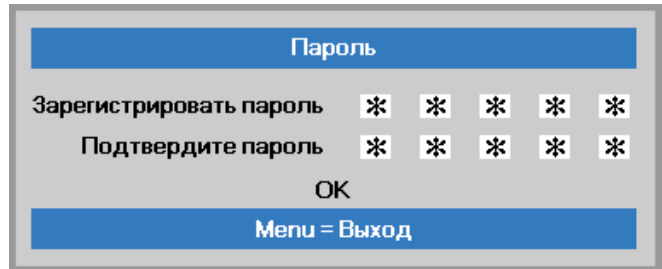 Пароль
Зарегистрировать пароль * * * * *
Подтвердите пароль * * * * *
OK
Menu = Выход